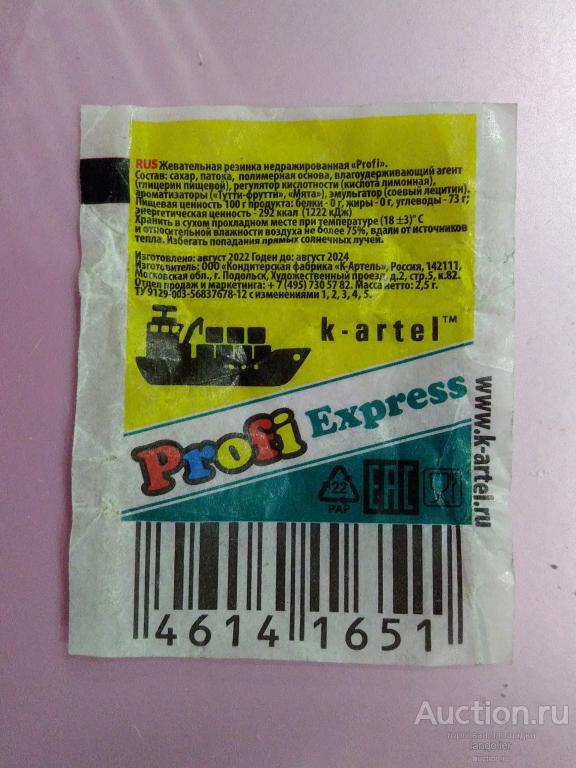 RUS Жевательная резинка недражированная «Profi».
Состав: сахар, патока, полимерная основа, влагоудерживающий агент
(глицерин пищевой), регулятор кислотности (кислота лимонная),
ароматизаторы («Тутти-фрутти», «Мята»), эмульгатор (соевый лецитин).
Пищевая ценность 100 г продукта: белки - 0 г, жиры - 0 г, углеводы - 73 г;
энергетическая ценность - 292 ккал (1222 кДж)
Хранить в сухом прохладном месте при температуре (18 ±3)° С
и относительной влажности воздуха не более 75%, вдали от источников
тепла. Избегать попадания прямых солнечных лучей.
Изготовлено: август 2022 Годен до: август 2024
Изготовитель: ООО «Кондитерская фабрика «К-Артель», Россия, 142111,
Московская обл., г. Подольск, Художественный проезд, д.2, стр.5, к.82.
Отдел продаж и маркетинга: + 7 (495) 730 57 82. Масса нетто: 2,5 г.
ТУ 9129-003-56837678-12 с изменениями 1, 2, 3, 4, 5.
k-artel™
Profi Express
www.k-artel.ru
22
PAP
EAC
4614 1651
Auction.ru
langolier
auction.ru